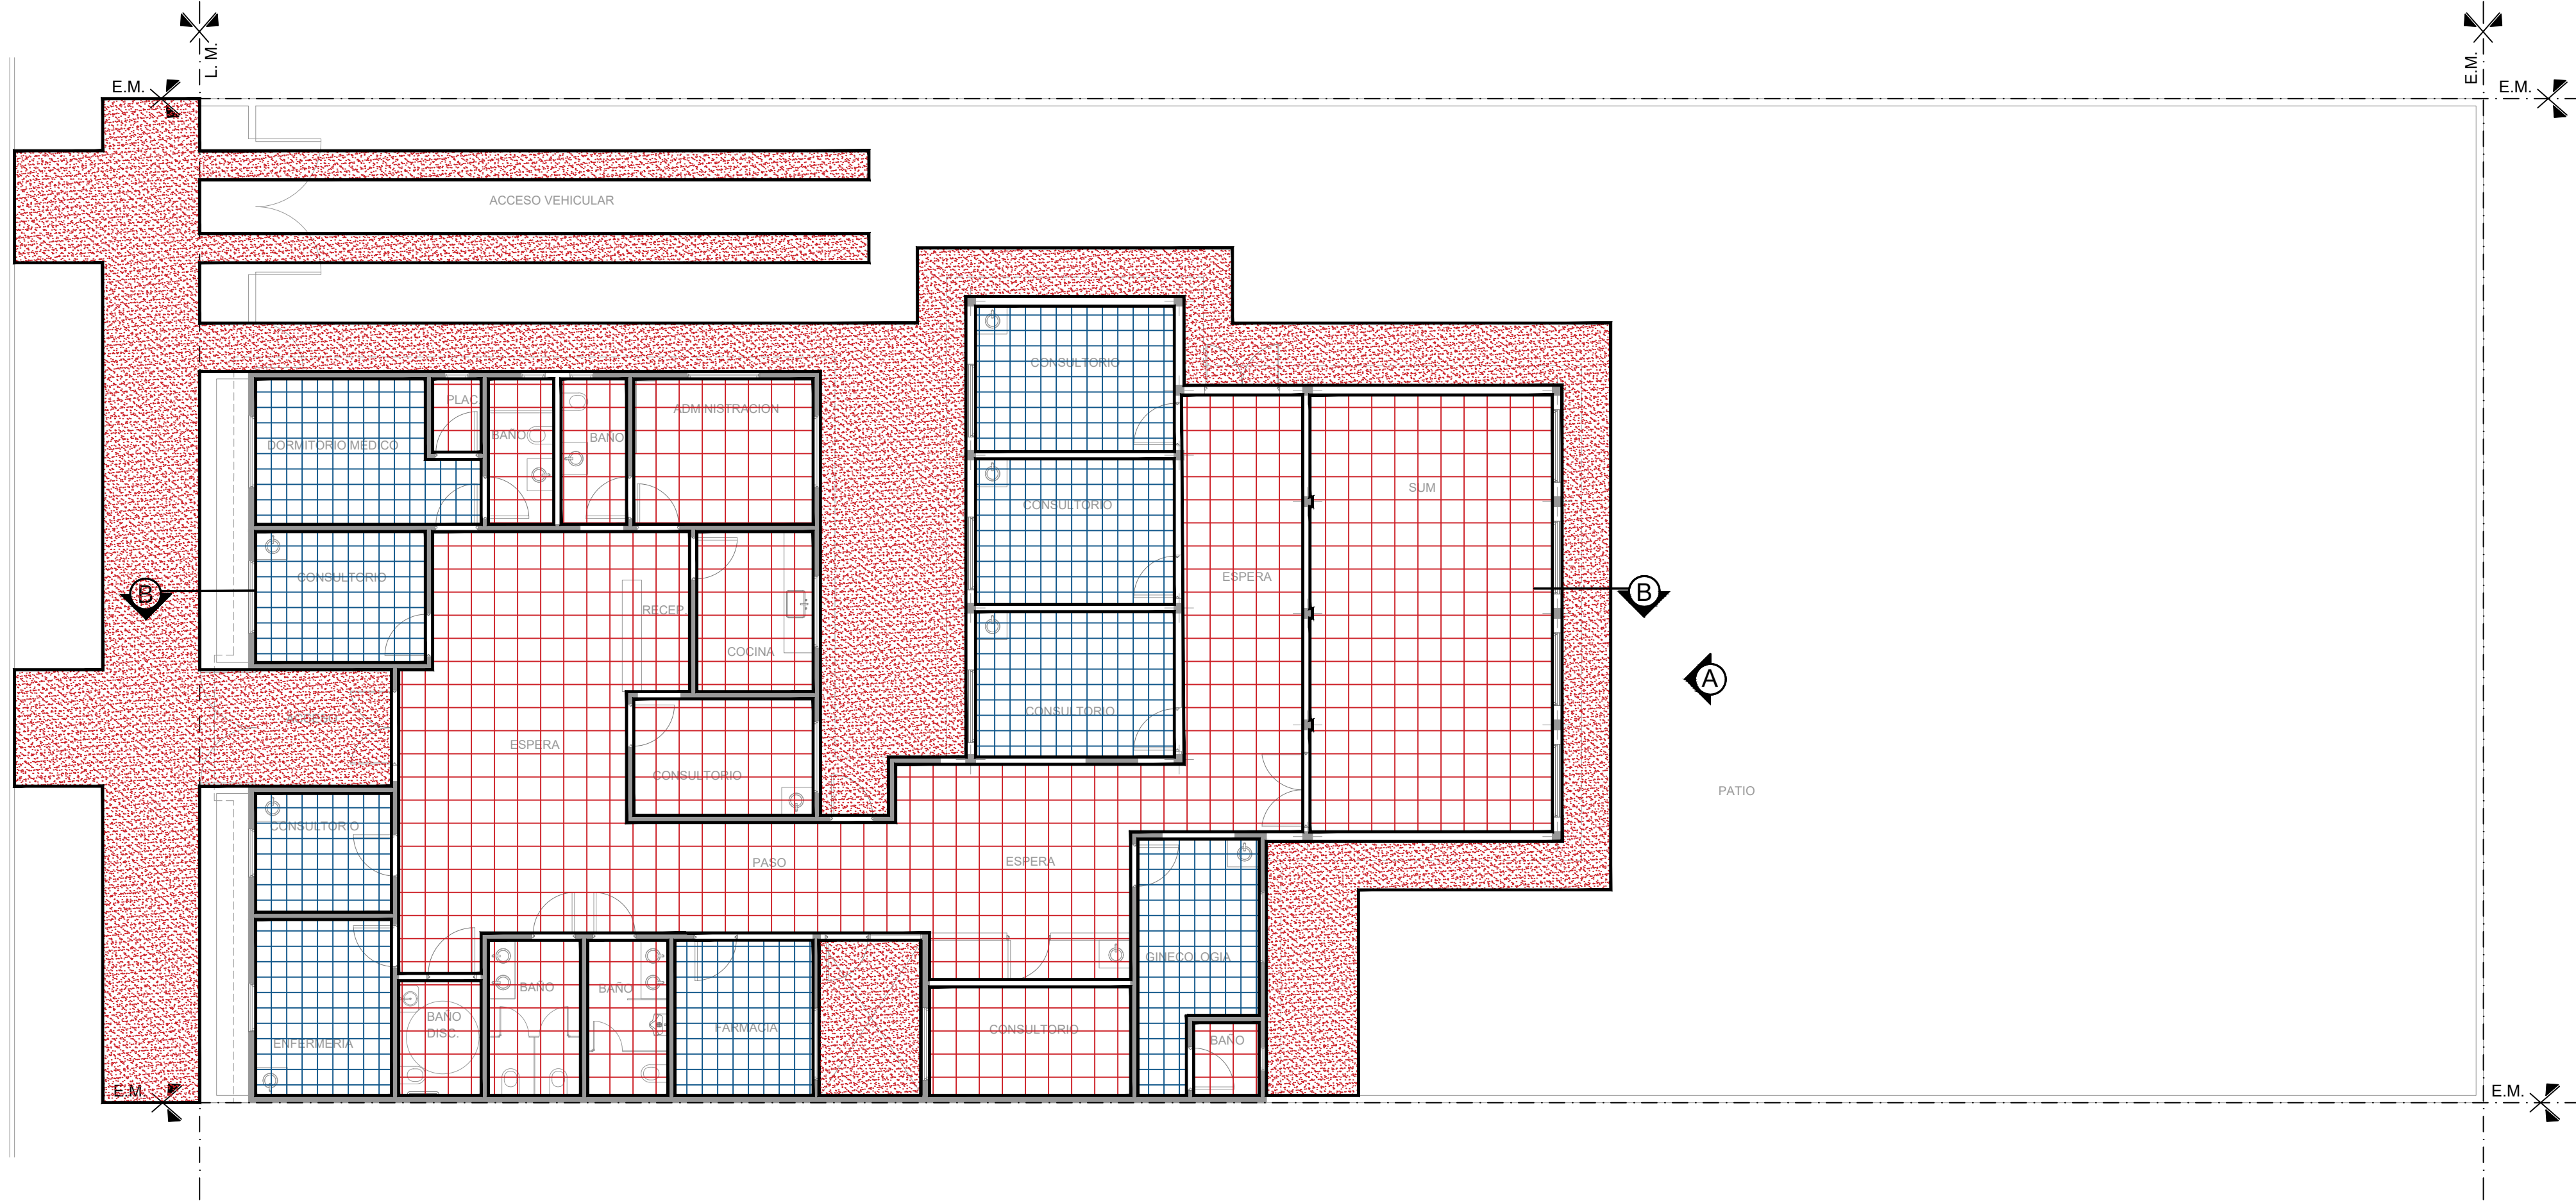 L. M.
E.M.
E.M.
E.M.
ACCESO VEHICULAR
CONSULTORIO
PLAC.
ADMINISTRACION
BAÑO
BAÑO
DORMITORIO MEDICO
SUM
CONSULTORIO
CONSULTORIO
ESPERA
B
B
RECEP.
COCINA
A
CONSULTORIO
ACCESO
ESPERA
CONSULTORIO
PATIO
CONSULTORIO
PASO
ESPERA
GINECOLOGIA
BAÑO
BAÑO
BAÑO
DISC.
FARMACIA
CONSULTORIO
ENFERMERIA
BAÑO
E.M.
E.M.